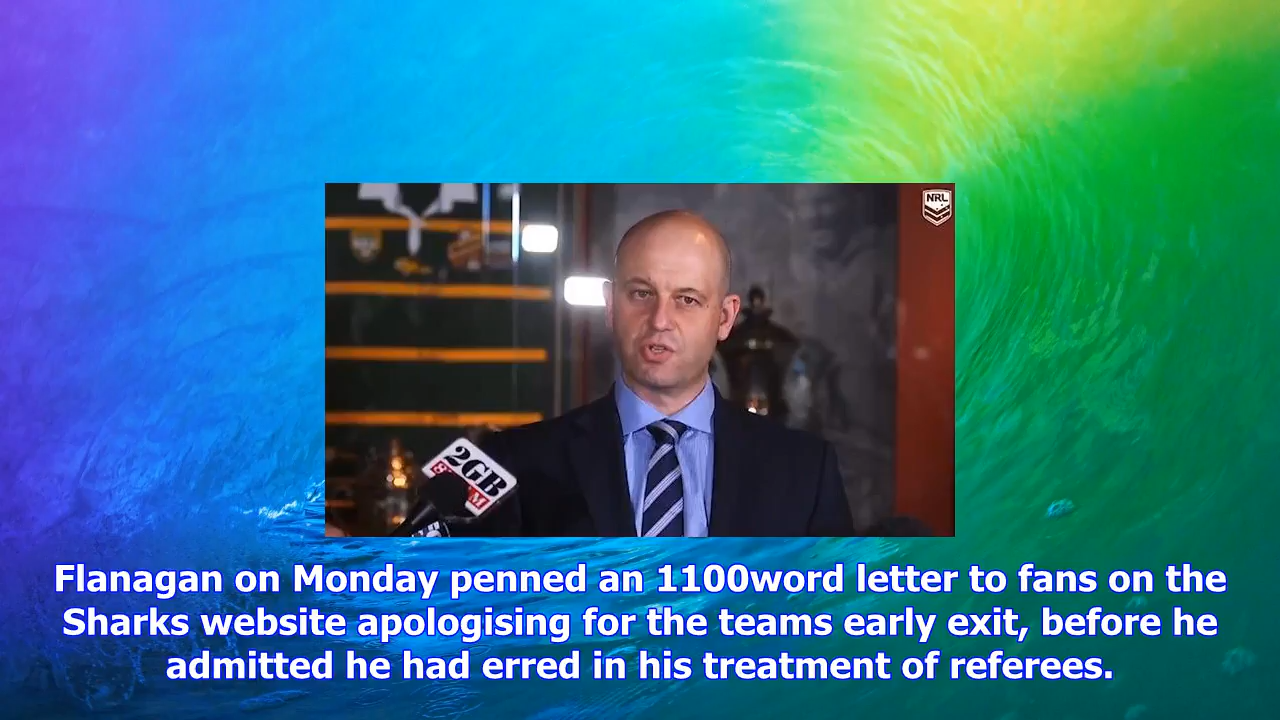 NRL
2GB
Flanagan on Monday penned an 1100word letter to fans on the
Sharks website apologising for the teams early exit, before he
admitted he had erred in his treatment of referees.